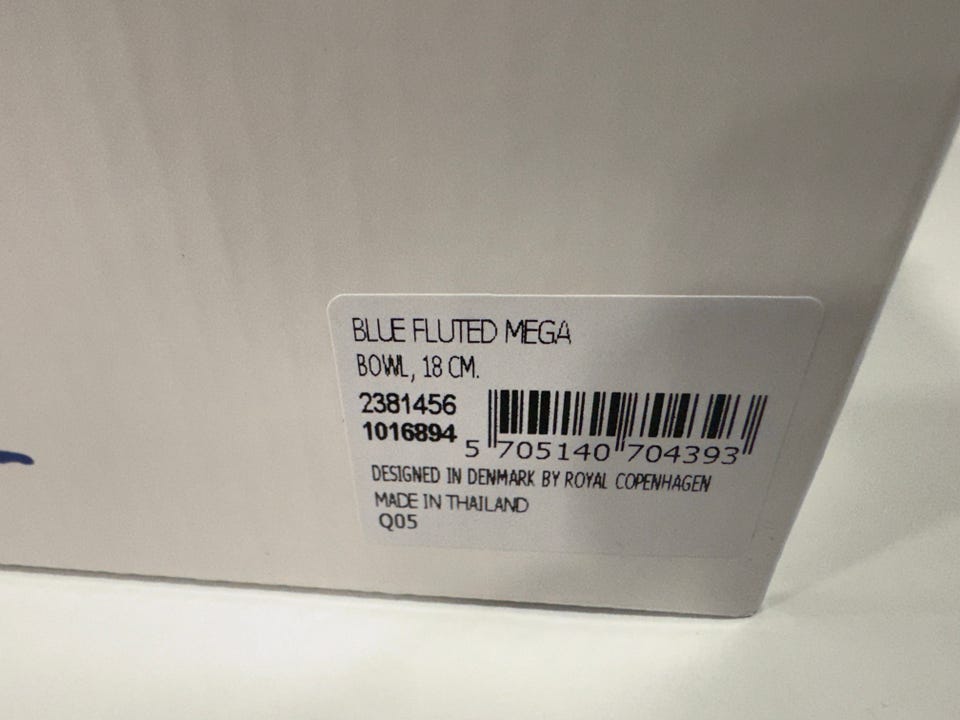 BLUE FLUTED MEGA
BOWL, 18 CM.
2381456
1016894
5 705140 704393
DESIGNED IN DENMARK BY ROYAL COPENHAGEN
MADE IN THAILAND
Q05